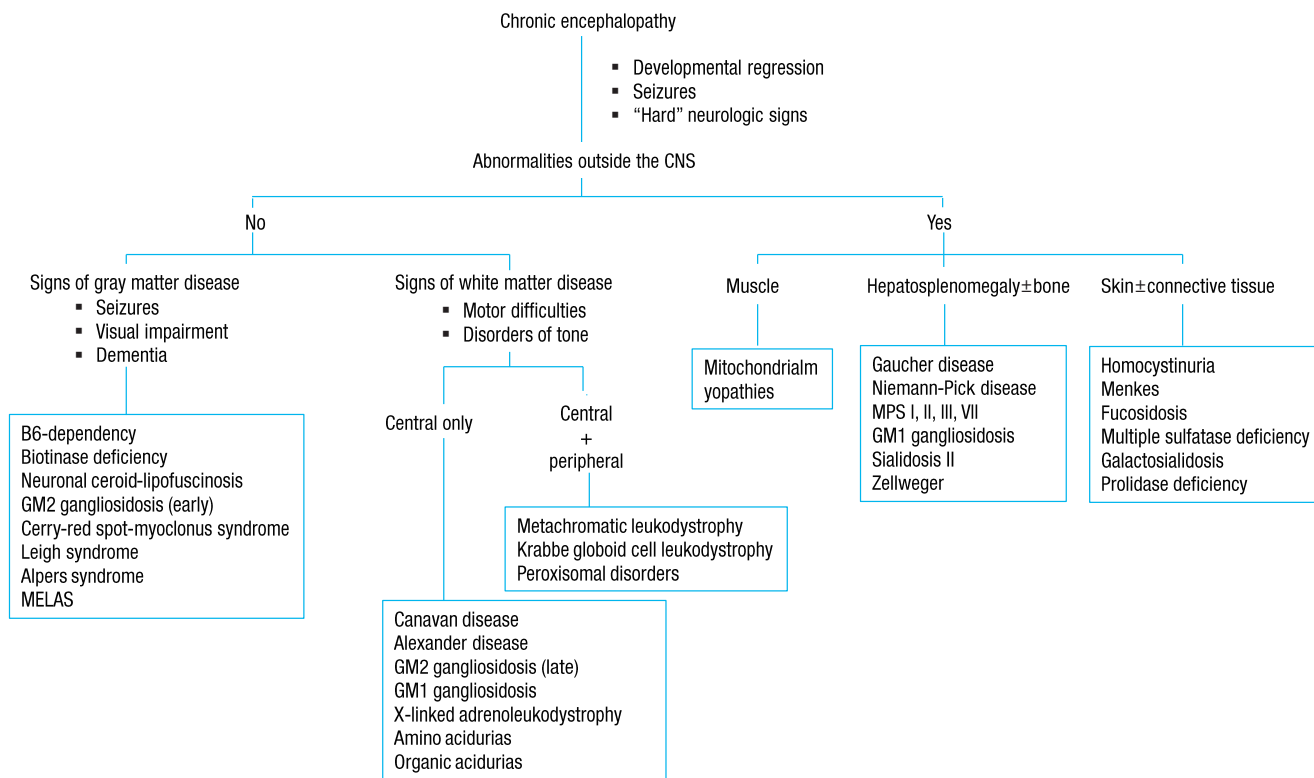 Chronic encephalopathy
▪ Developmental regression
▪ Seizures
▪ “Hard” neurologic signs
Abnormalities outside the CNS
No
Yes
Signs of gray matter disease
▪ Seizures
▪ Visual impairment
▪ Dementia
B6-dependency
Biotinase deficiency
Neuronal ceroid-lipofuscinosis
GM2 gangliosidosis (early)
Cerry-red spot-myoclonus syndrome
Leigh syndrome
Alpers syndrome
MELAS
Signs of white matter disease
▪ Motor difficulties
▪ Disorders of tone
Central only
Canavan disease
Alexander disease
GM2 gangliosidosis (late)
GM1 gangliosidosis
X-linked adrenoleukodystrophy
Amino acidurias
Organic acidurias
Central
+
peripheral
Metachromatic leukodystrophy
Krabbe globoid cell leukodystrophy
Peroxisomal disorders
Muscle
Mitochondrialm
yopathies
Hepatosplenomegaly±bone
Gaucher disease
Niemann-Pick disease
MPS I, II, III, VII
GM1 gangliosidosis
Sialidosis II
Zellweger
Skin±connective tissue
Homocystinuria
Menkes
Fucosidosis
Multiple sulfatase deficiency
Galactosialidosis
Prolidase deficiency